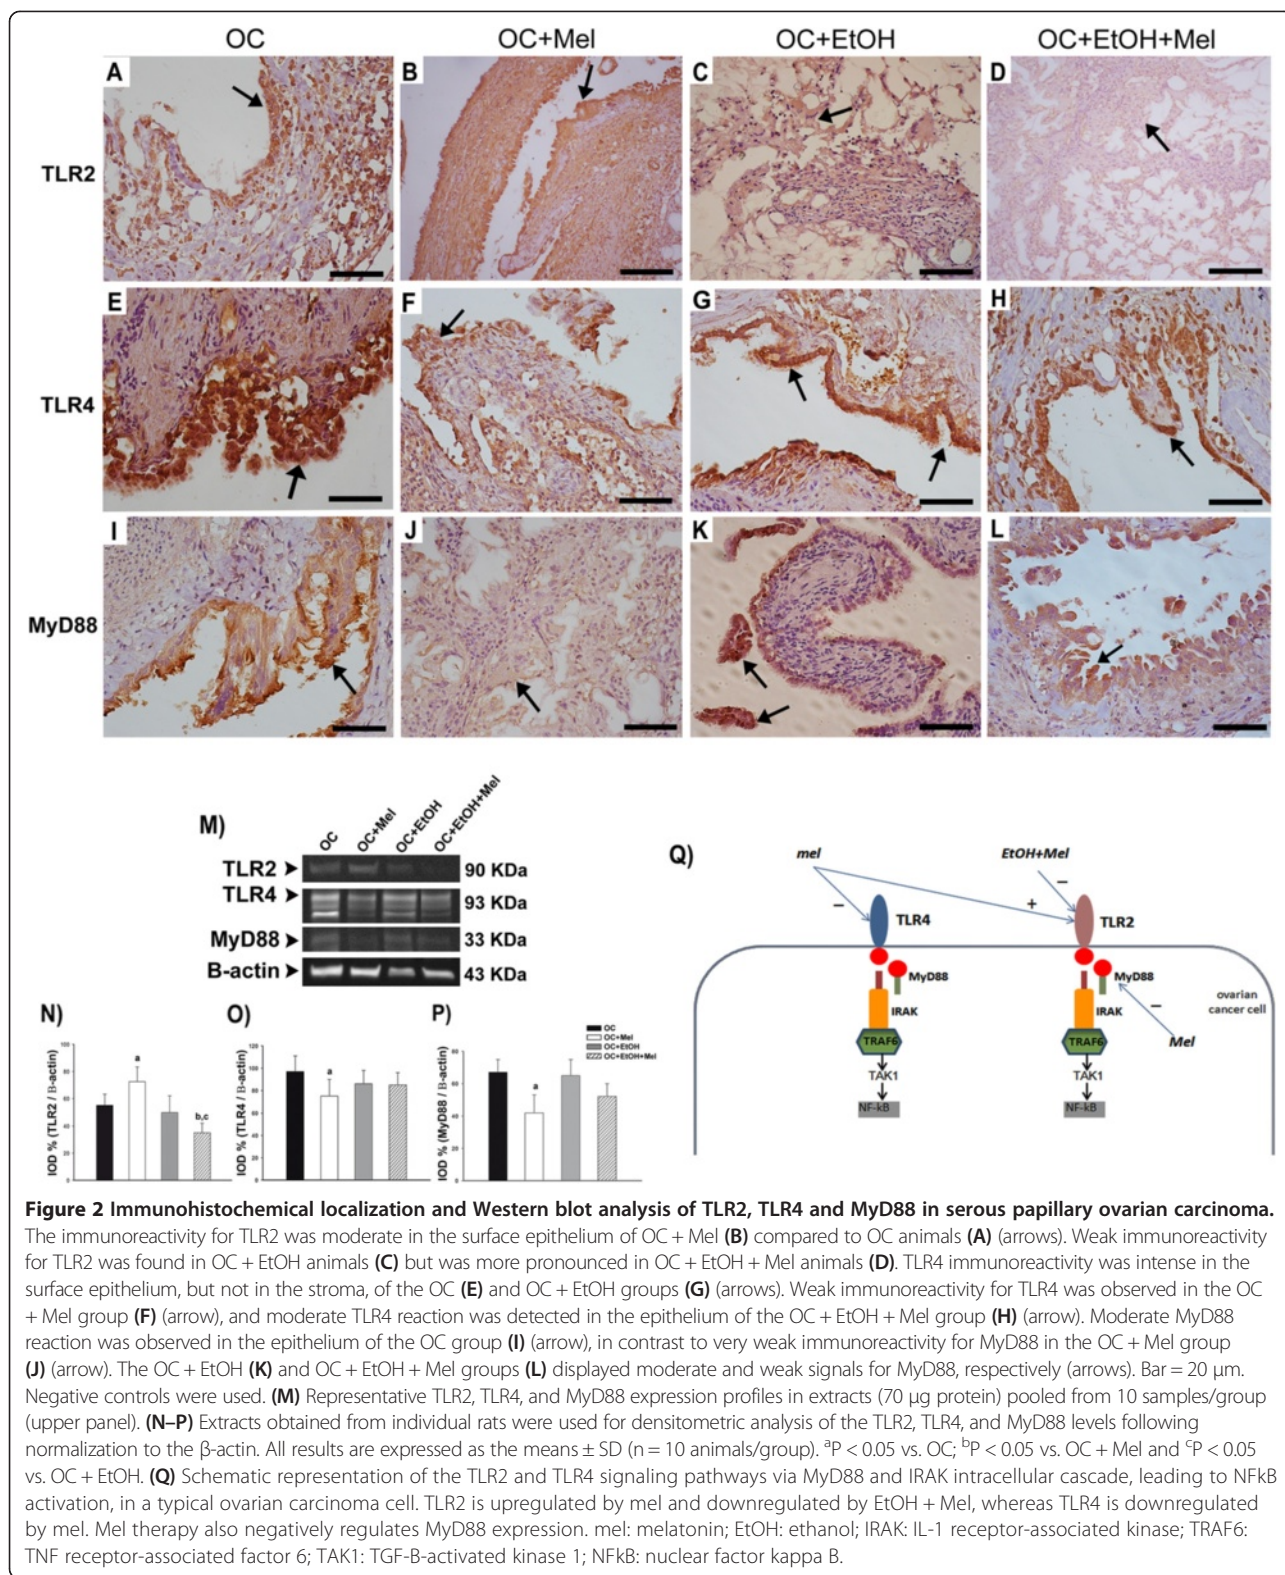 OC OC+Mel OC+EtOH OC+EtOH+Mel
A B C D
TLR2
E F G H
TLR4
I J K L
MyD88
M)
OC OC+Mel OC+EtOH OC+EtOH+Mel
TLR2 90 KDa
TLR4 93 KDa
MyD88 33 KDa
B-actin 43 KDa
N)
IOD % (TLR2 / B-actin)
100
80
60
40
20
0
a
b,c
O)
IOD % (TLR4 / B-actin)
120
100
80
60
40
20
0
a
P)
IOD % (MyD88 / B-actin)
80
60
40
20
0
a
OC
OC+Mel
OC+EtOH
OC+EtOH+Mel
Q)
mel EtOH+Mel
− + −
TLR4 TLR2
MyD88 MyD88
IRAK IRAK
− ovarian
cancer cell
TRAF6 TRAF6 Mel
TAK1 TAK1
NF-kB NF-kB
Figure 2 Immunohistochemical localization and Western blot analysis of TLR2, TLR4 and MyD88 in serous papillary ovarian carcinoma.
The immunoreactivity for TLR2 was moderate in the surface epithelium of OC + Mel (B) compared to OC animals (A) (arrows). Weak immunoreactivity
for TLR2 was found in OC + EtOH animals (C) but was more pronounced in OC + EtOH + Mel animals (D). TLR4 immunoreactivity was intense in the
surface epithelium, but not in the stroma, of the OC (E) and OC + EtOH groups (G) (arrows). Weak immunoreactivity for TLR4 was observed in the OC
+ Mel group (F) (arrow), and moderate TLR4 reaction was detected in the epithelium of the OC + EtOH + Mel group (H) (arrow). Moderate MyD88
reaction was observed in the epithelium of the OC group (I) (arrow), in contrast to very weak immunoreactivity for MyD88 in the OC + Mel group
(J) (arrow). The OC + EtOH (K) and OC + EtOH + Mel groups (L) displayed moderate and weak signals for MyD88, respectively (arrows). Bar = 20 μm.
Negative controls were used. (M) Representative TLR2, TLR4, and MyD88 expression profiles in extracts (70 μg protein) pooled from 10 samples/group
(upper panel). (N–P) Extracts obtained from individual rats were used for densitometric analysis of the TLR2, TLR4, and MyD88 levels following
normalization to the β-actin. All results are expressed as the means ± SD (n = 10 animals/group). aP < 0.05 vs. OC; bP < 0.05 vs. OC + Mel and cP < 0.05
vs. OC + EtOH. (Q) Schematic representation of the TLR2 and TLR4 signaling pathways via MyD88 and IRAK intracellular cascade, leading to NFkB
activation, in a typical ovarian carcinoma cell. TLR2 is upregulated by mel and downregulated by EtOH + Mel, whereas TLR4 is downregulated
by mel. Mel therapy also negatively regulates MyD88 expression. mel: melatonin; EtOH: ethanol; IRAK: IL-1 receptor-associated kinase; TRAF6:
TNF receptor-associated factor 6; TAK1: TGF-B-activated kinase 1; NFkB: nuclear factor kappa B.